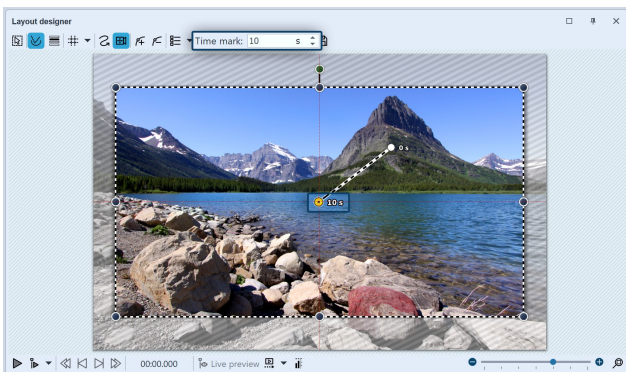 Layout designer
Time mark: 10 s
0 s
10 s
00:00.000 Live preview